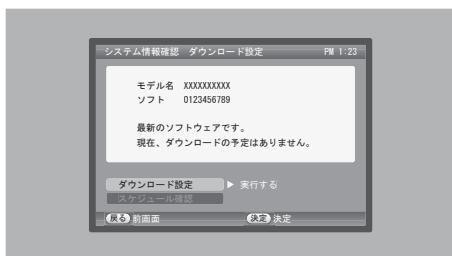 システム情報確認 ダウンロード設定 PM 1:23
モデル名 XXXXXXXXXX
ソフト 0123456789
最新のソフトウェアです。
現在、ダウンロードの予定はありません。
ダウンロード設定 ▶ 実行する
スケジュール確認
戻る 前画面 決定 決定